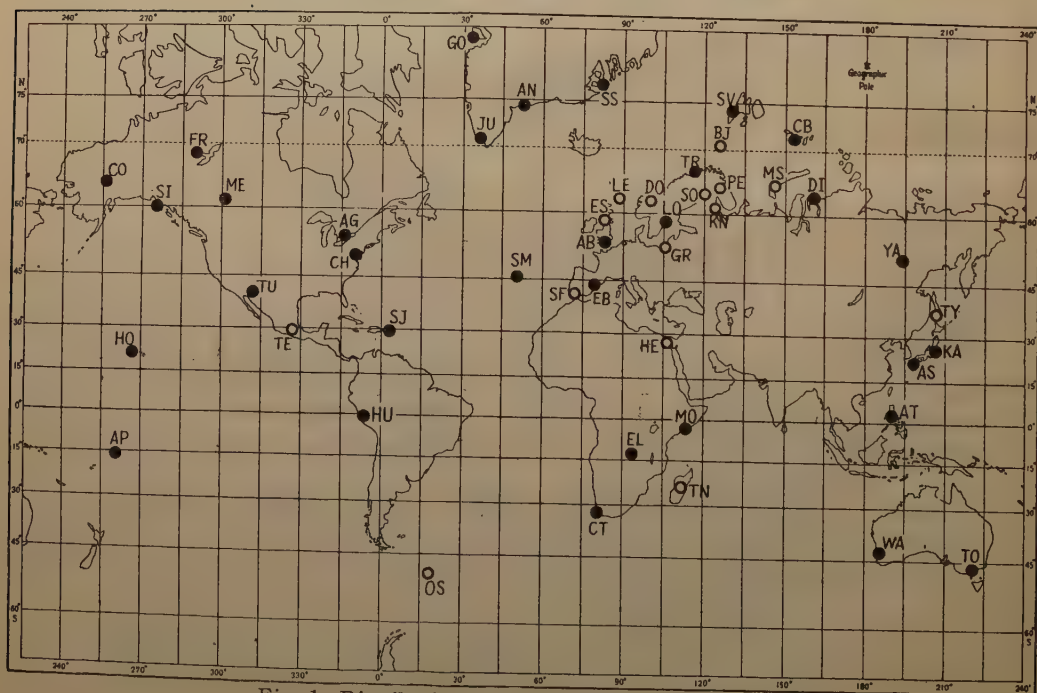 240° 270° 300° 0° 30° 60° 90° 120° 150° 180° 210° 240°
GO
Geographic
Pole
N
75°
AN
SS
SV
N
75°
JU
BJ
CB
70°
FR
TR
70°
CO
SI
ME
LE
DO
SO
PE
MS
DI
60°
ES
LO
KN
60°
AG
AB
GR
CH
SM
YA
45°
TU
SF
EB
45°
TY
30°
TE
SJ
HE
30°
HO
KA
AS
15°
15°
0°
HU
MO
AT
0°
AP
EL
15°
15°
TN
30°
CT
30°
WA
TO
45°
OS
45°
60°
S
60°
S
240° 270° 300° 0° 30° 60° 90° 120° 150° 180° 210° 240°
Fig. 1.